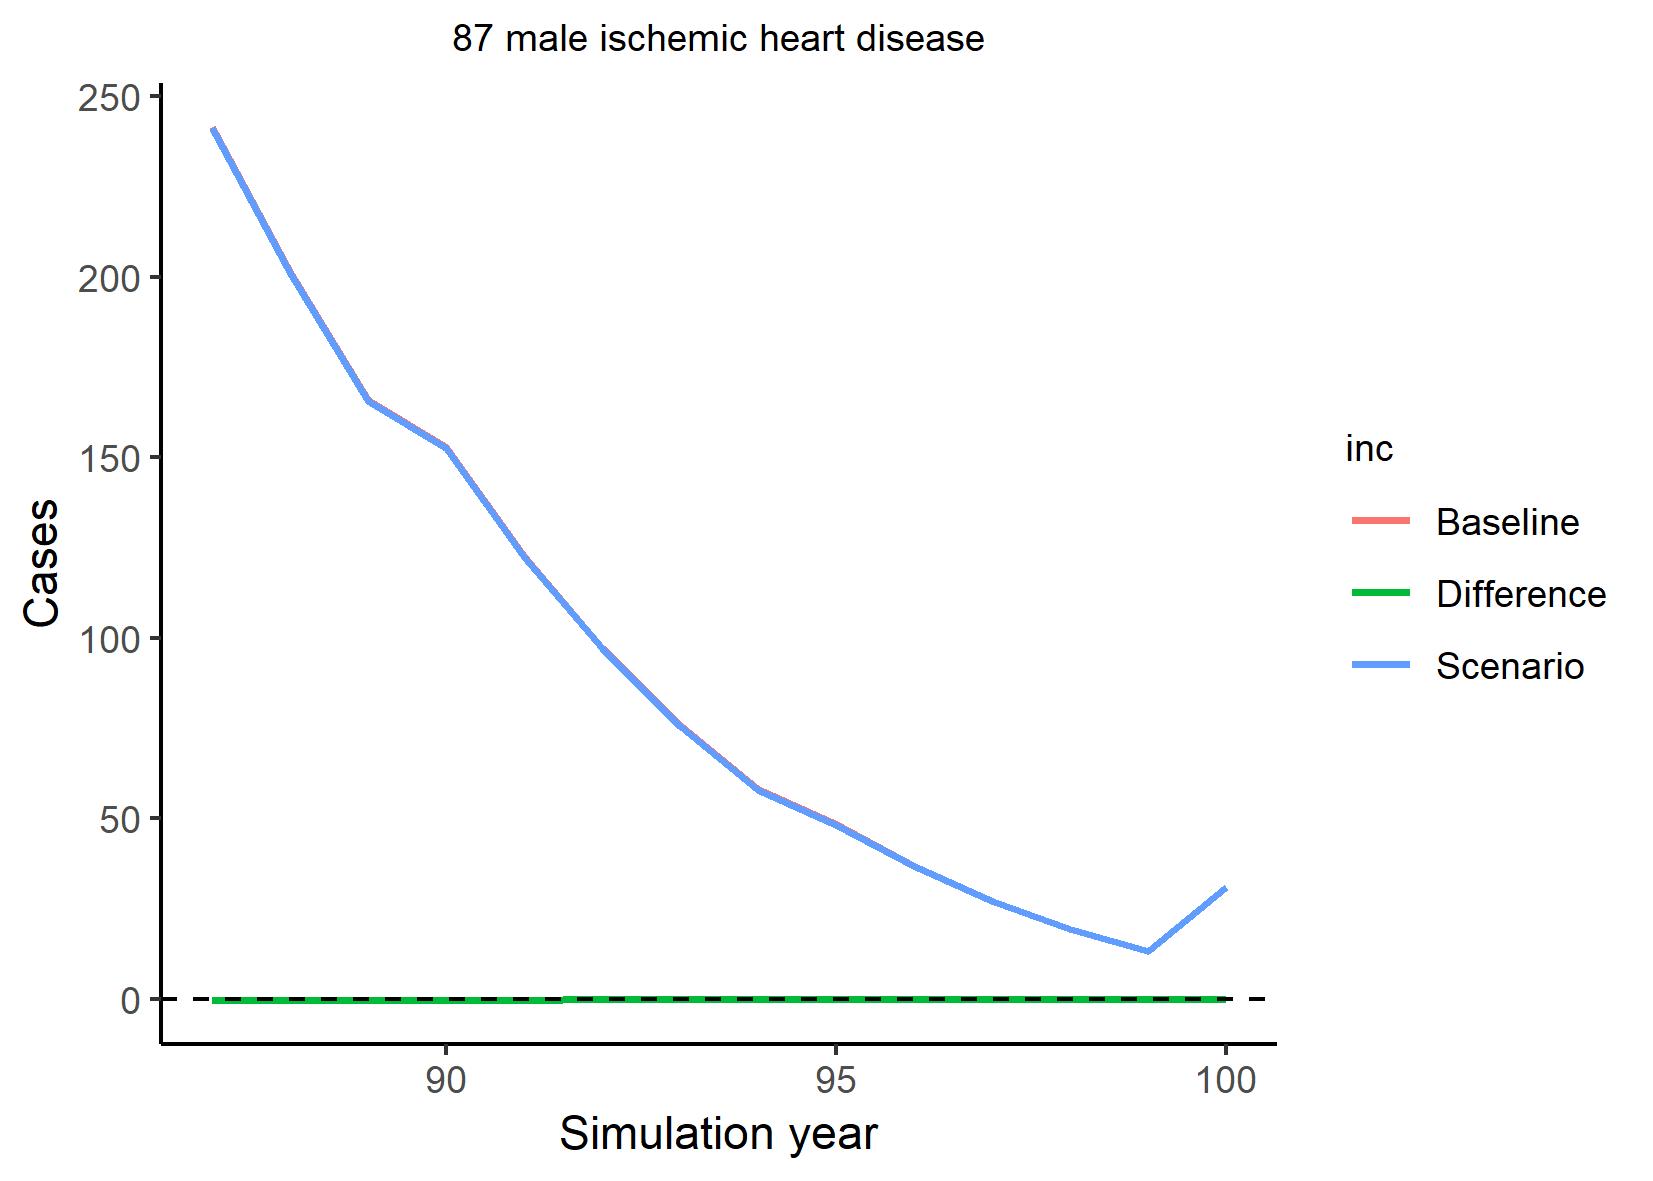 87 male ischemic heart disease
250
200
150
100
50
0
Cases
90 95 100
Simulation year
inc
Baseline
Difference
Scenario